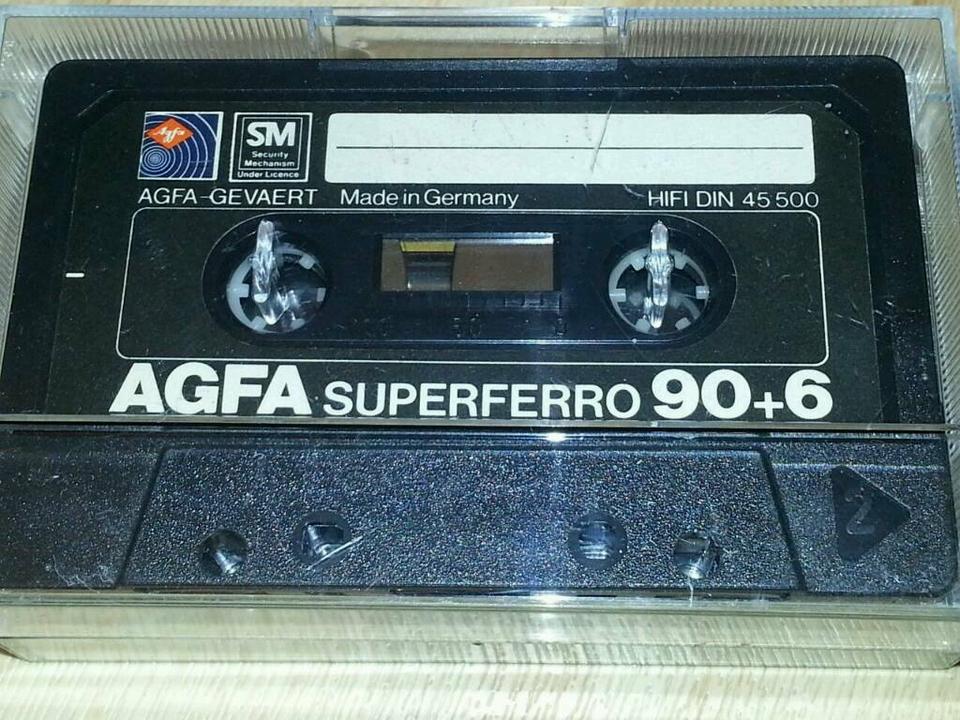 Agfa
SM
Security
Mechanism
Under Licence
AGFA-GEVAERT Made in Germany HIFI DIN 45 500
AGFA SUPERFERRO 90+6
2